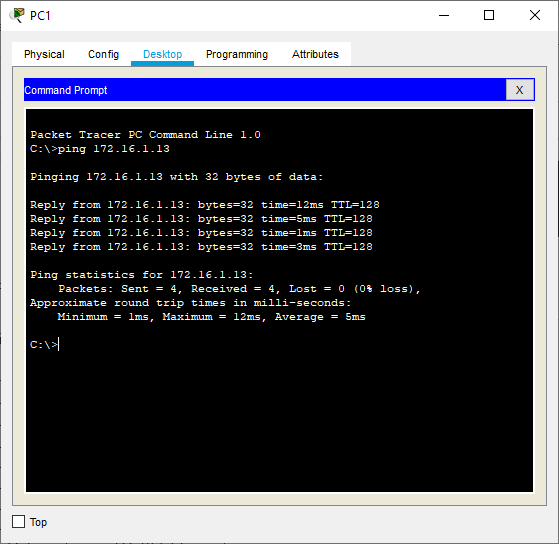 PC1
Physical Config Desktop Programming Attributes
Command Prompt X
Packet Tracer PC Command Line 1.0
C:\>ping 172.16.1.13
Pinging 172.16.1.13 with 32 bytes of data:
Reply from 172.16.1.13: bytes=32 time=12ms TTL=128
Reply from 172.16.1.13: bytes=32 time=5ms TTL=128
Reply from 172.16.1.13: bytes=32 time=1ms TTL=128
Reply from 172.16.1.13: bytes=32 time=3ms TTL=128
Ping statistics for 172.16.1.13:
Packets: Sent = 4, Received = 4, Lost = 0 (0% loss),
Approximate round trip times in milli-seconds:
Minimum = 1ms, Maximum = 12ms, Average = 5ms
C:\>
Top